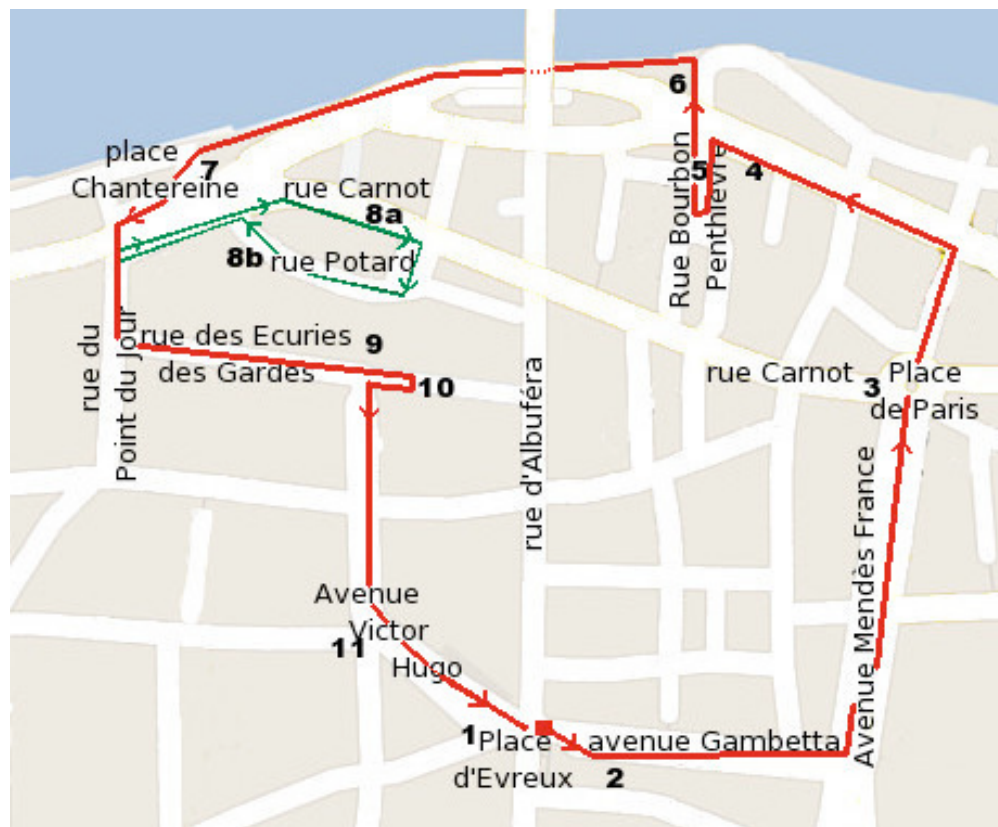 6
Rue Bourbon
5
Penthièvre
4
place
7
Chantereine
rue Carnot
8a
8b
rue Potard
rue du
Point du Jour
rue des Ecuries
9
des Gardes
10
rue d'Albuféra
rue Carnot
3
Place
de Paris
Avenue Mendès France
Avenue
Victor
11
Hugo
1
Place
d'Evreux
avenue Gambetta
2